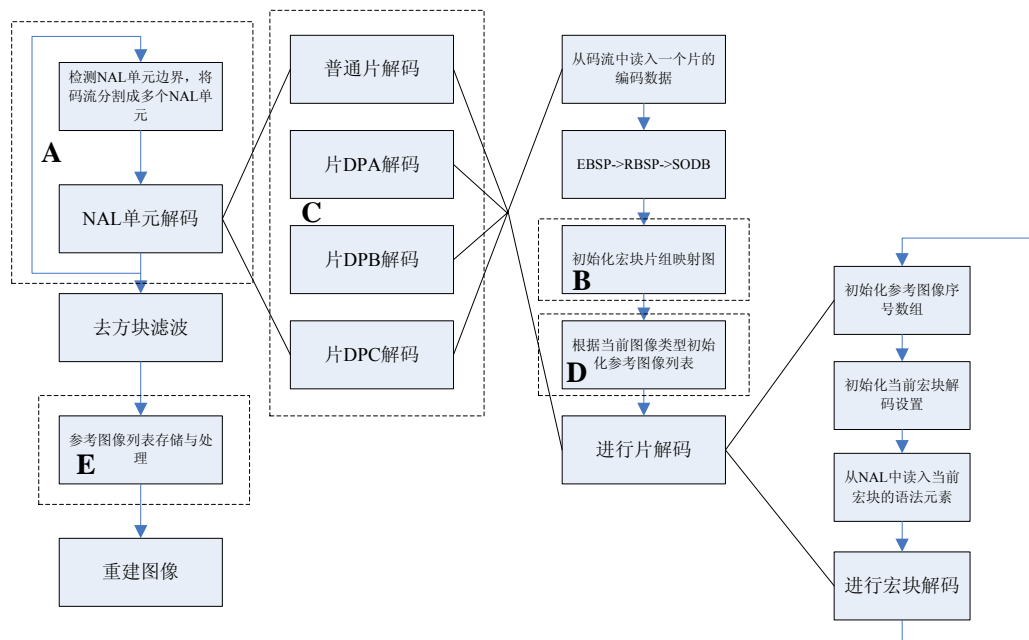 检测NAL单元边界，将
码流分割成多个NAL单
元
A
NAL单元解码
去方块滤波
参考图像列表存储与处
理
E
重建图像
普通片解码
片DPA解码
C
片DPB解码
片DPC解码
从码流中读入一个片的
编码数据
EBSP->RBSP->SODB
初始化宏块片组映射图
B
根据当前图像类型初始
化参考图像列表
D
进行片解码
初始化参考图像序
号数组
初始化当前宏块解
码设置
从NAL中读入当前
宏块的语法元素
进行宏块解码